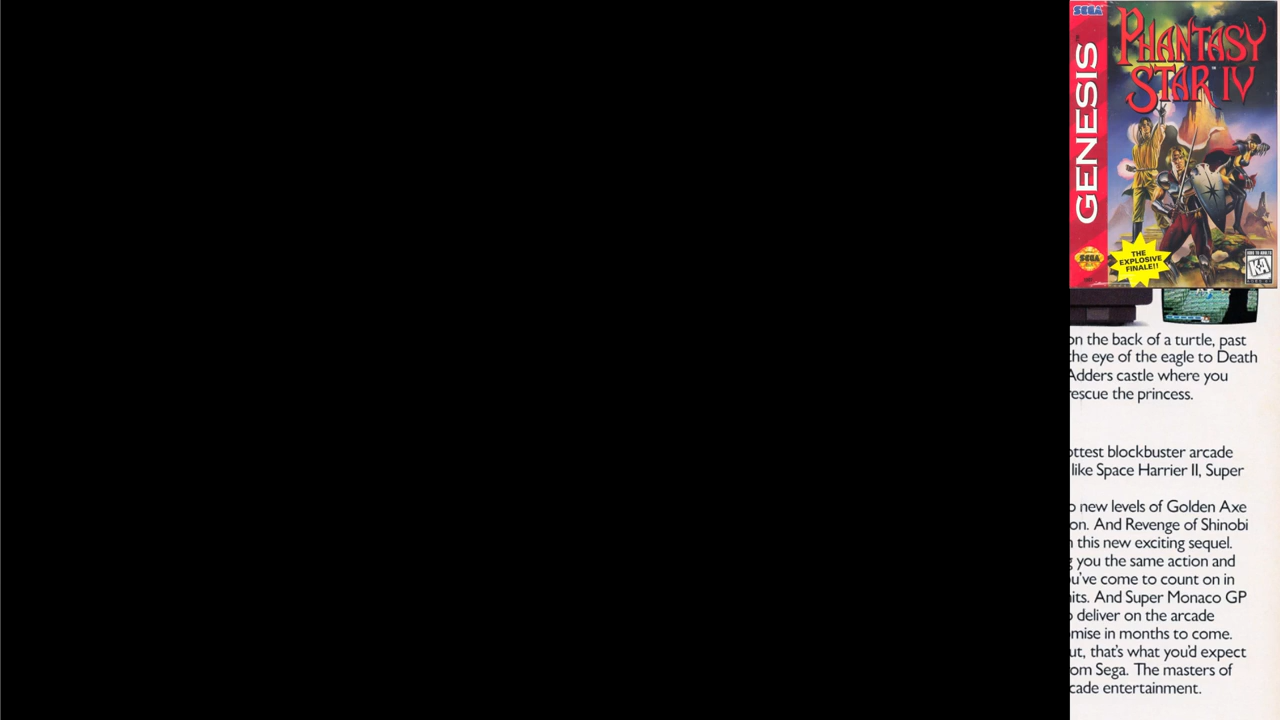 SEGA
GENESIS
PHANTASY
STAR IV
THE
EXPLOSIVE
FINALE!!
SEGA
KA
on the back of a turtle, past
the eye of the eagle to Death
Adders castle where you
rescue the princess.
ottest blockbuster arcade
like Space Harrier II, Super
o new levels of Golden Axe
on. And Revenge of Shinobi
n this new exciting sequel.
g you the same action and
ou've come to count on in
hits. And Super Monaco GP
o deliver on the arcade
omise in months to come.
ut, that's what you'd expect
om Sega. The masters of
cade entertainment.